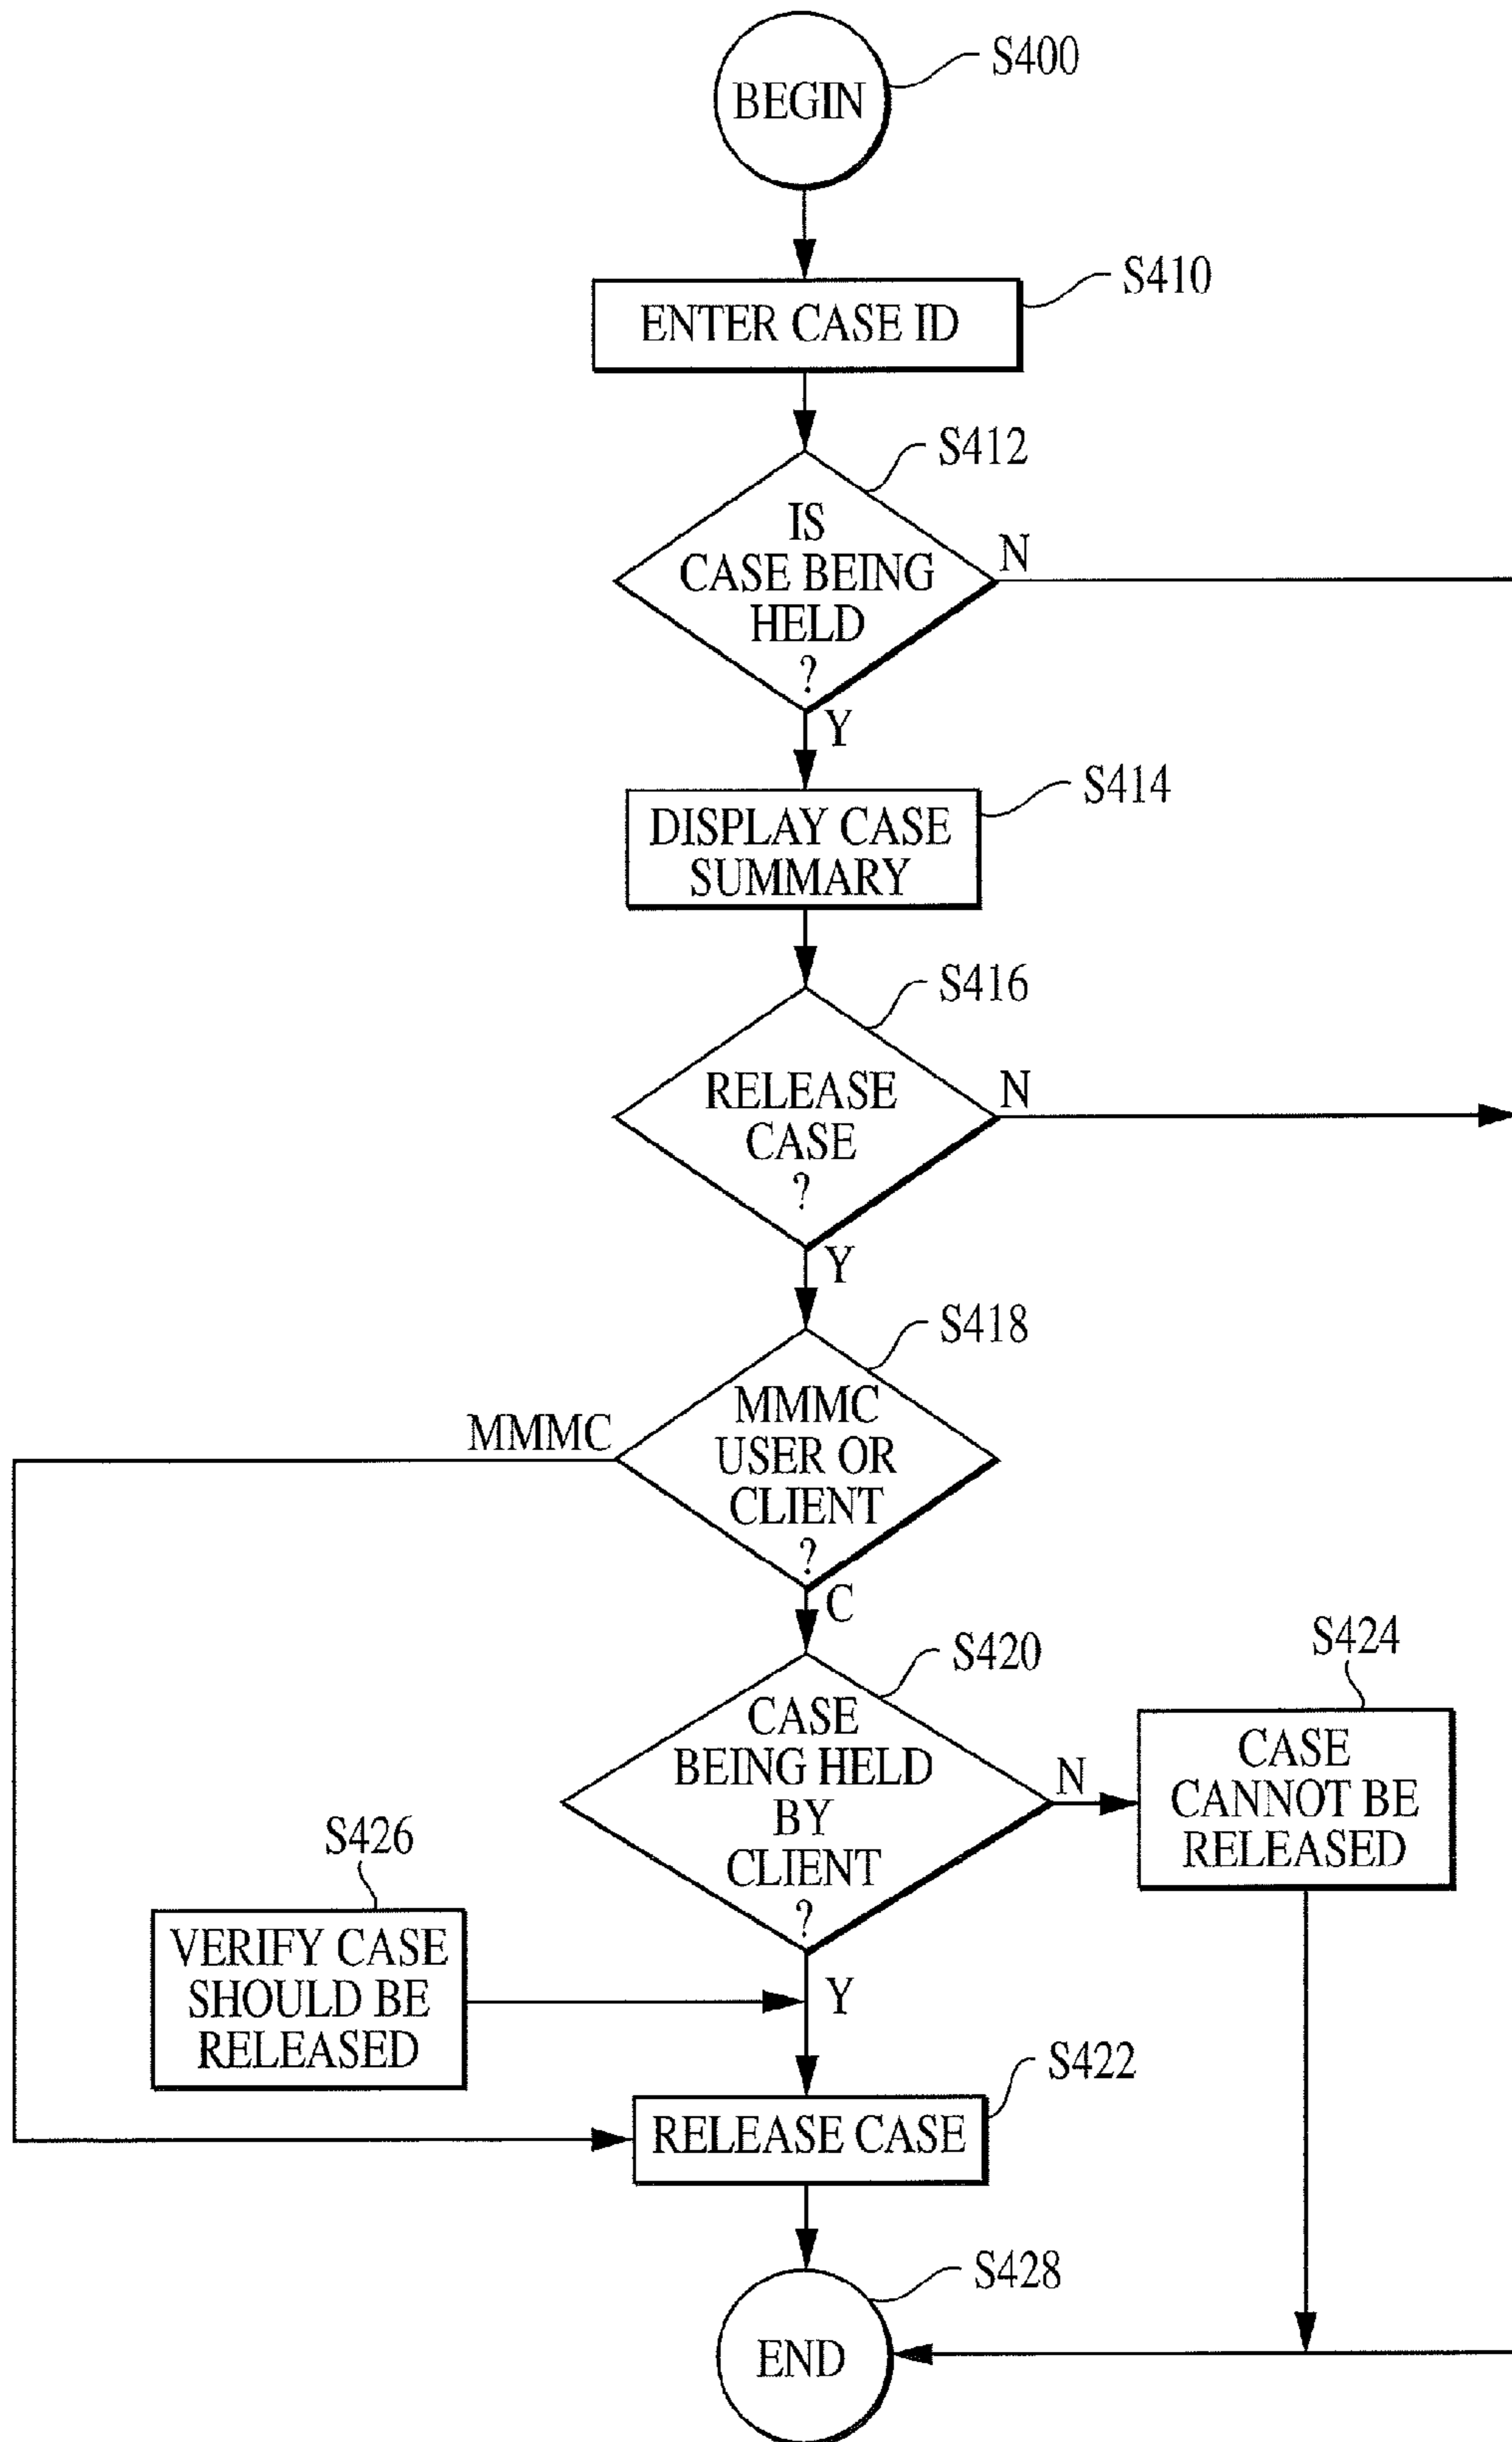 BEGIN
S400
ENTER CASE ID
S410
S412
IS
CASE BEING
HELD
?
N
Y
S414
DISPLAY CASE
SUMMARY
S416
RELEASE
CASE
?
N
Y
S418
MMMC
MMMC
USER OR
CLIENT
?
C
S420
CASE
BEING HELD
BY
CLIENT
?
N
S424
CASE
CANNOT BE
RELEASED
S426
VERIFY CASE
SHOULD BE
RELEASED
Y
S422
RELEASE CASE
S428
END